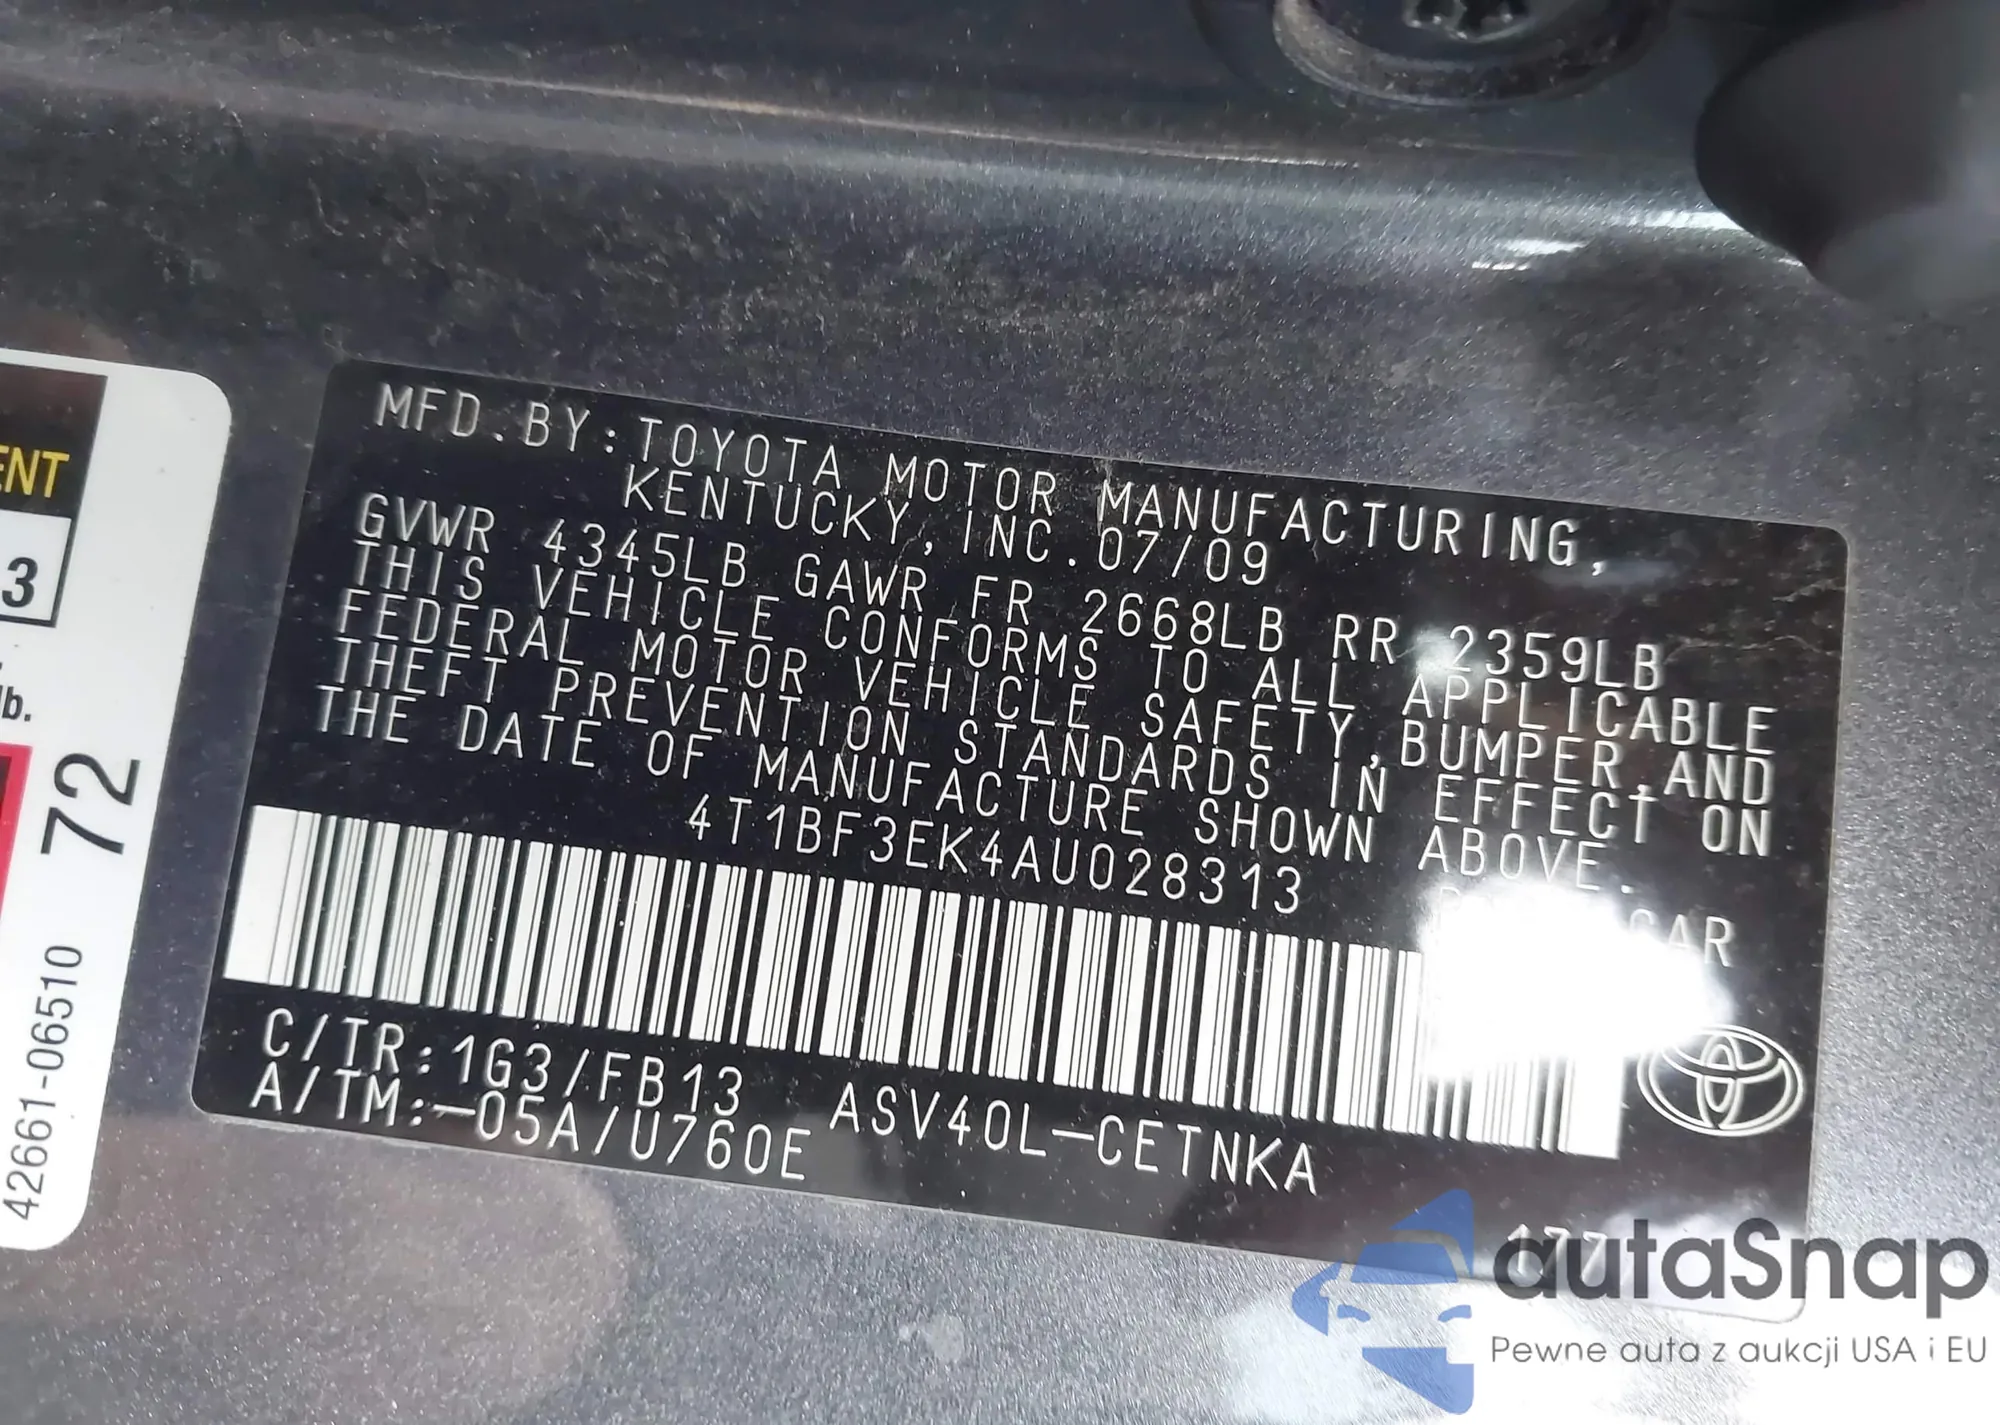 MFD.BY:TOYOTA MOTOR MANUFACTURING,
KENTUCKY,INC.07/09
GVWR 4345LB GAWR FR 2668LB RR 2359LB
THIS VEHICLE CONFORMS TO ALL APPLICABLE
FEDERAL MOTOR VEHICLE SAFETY,BUMPER,AND
THEFT PREVENTION STANDARDS IN EFFECT ON
THE DATE OF MANUFACTURE SHOWN ABOVE.
4T1BF3EK4AU028313
CAR
C/TR:1G3/FB13
A/TM:-05A/U760E
ASV40L-CETNKA
ENT
3
lb.
72
42661-06510
autaSnap
Pewne auta z aukcji USA i EU